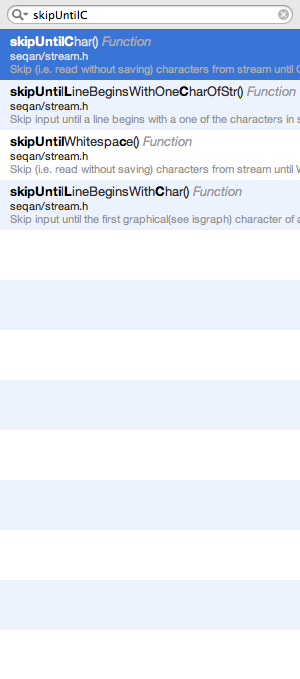 skipUntilC
skipUntilChar() Function
seqan/stream.h
Skip (i.e. read without saving) characters from stream until
skipUntilLineBeginsWithOneCharOfStr() Function
seqan/stream.h
Skip input until a line begins with a one of the characters in
skipUntilWhitespace() Function
seqan/stream.h
Skip (i.e. read without saving) characters from stream until
skipUntilLineBeginsWithChar() Function
seqan/stream.h
Skip input until the first graphical(see isgraph) character of a